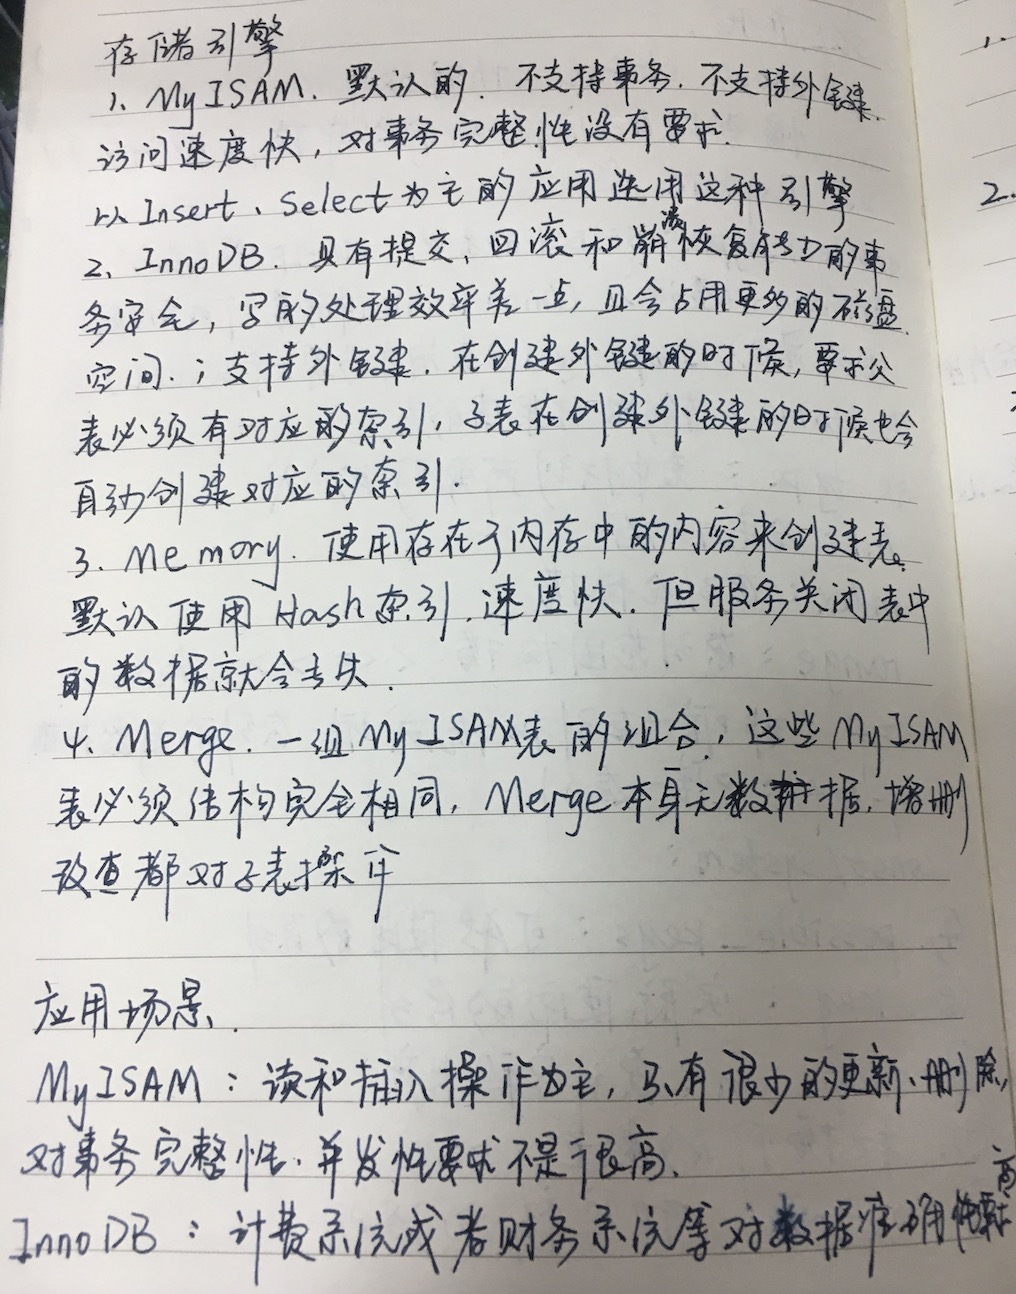 存储引擎
1、MyISAM. 默认的. 不支持事务. 不支持外键.
访问速度快, 对事务完整性没有要求.
以Insert、Select为主的应用选用这种引擎
2、InnoDB. 具有提交、回滚和崩溃恢复能力的事
务安全, 写的处理效率差一点, 且会占用更多的磁盘
空间.；支持外键. 在创建外键的时候, 要求父
表必须有对应的索引, 子表在创建外键的时候也会
自动创建对应的索引.
3、Memory. 使用存在于内存中的内容来创建表.
默认使用Hash索引, 速度快. 但服务关闭表中
的数据就会丢失.
4、Merge. 一组MyISAM表的组合, 这些MyISAM
表必须结构完全相同, Merge本身无数据, 增删
改查都对子表操作
应用场景.
MyISAM：读和插入操作为主, 只有很少的更新、删除,
对事务完整性、并发性要求不是很高.
InnoDB：计费系统或者财务系统等对数据准确性要求高
1.
2.